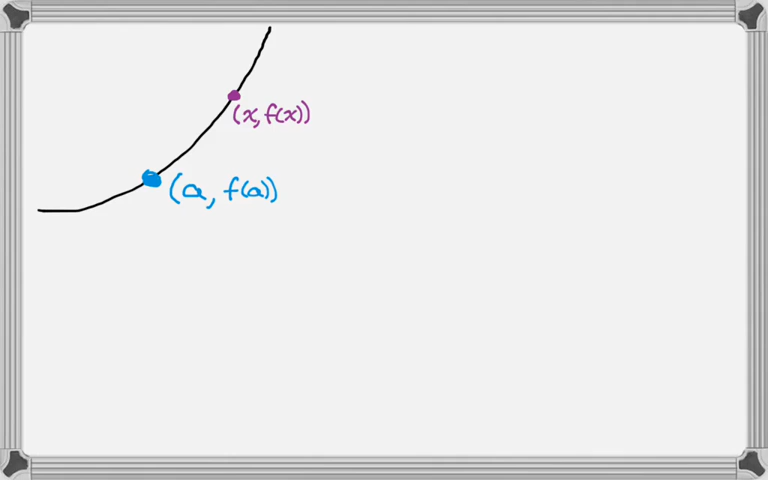 (x, f(x))
(a, f(a))